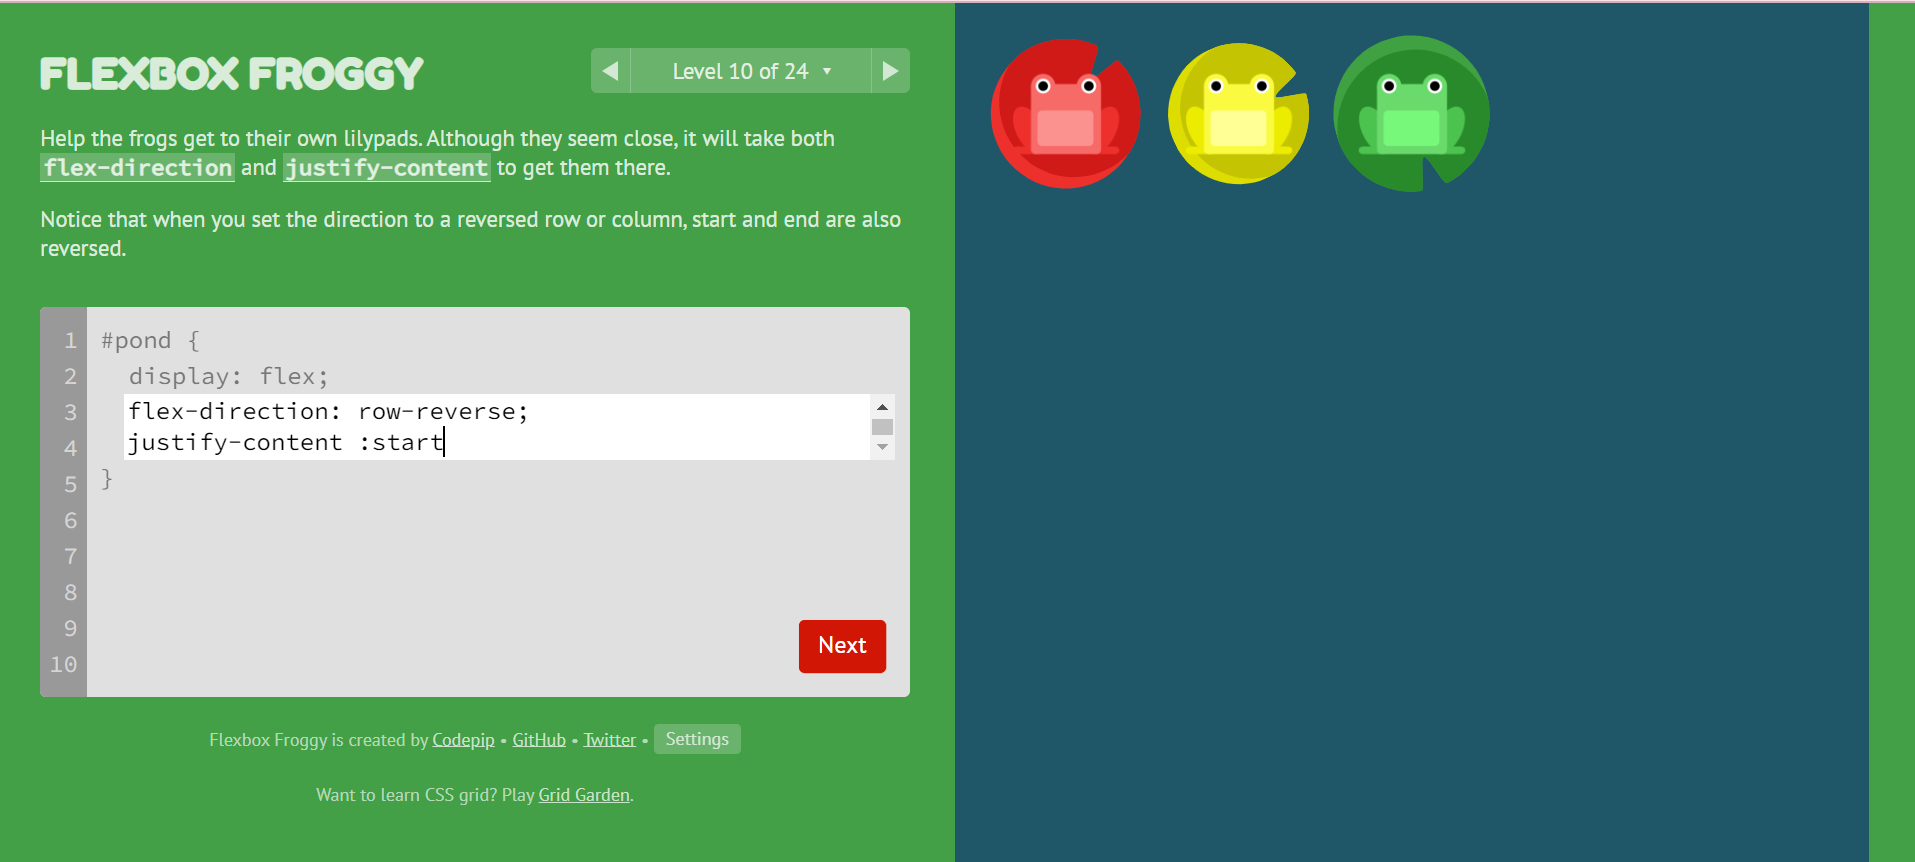 FLEXBOX FROGGY
Level 10 of 24
Help the frogs get to their own lilypads. Although they seem close, it will take both
flex-direction and justify-content to get them there.
Notice that when you set the direction to a reversed row or column, start and end are also
reversed.
1 #pond {
2 display: flex;
3 flex-direction: row-reverse;
4 justify-content :start
5 }
6
7
8
9
10
Next
Flexbox Froggy is created by Codepip • GitHub • Twitter • Settings
Want to learn CSS grid? Play Grid Garden.